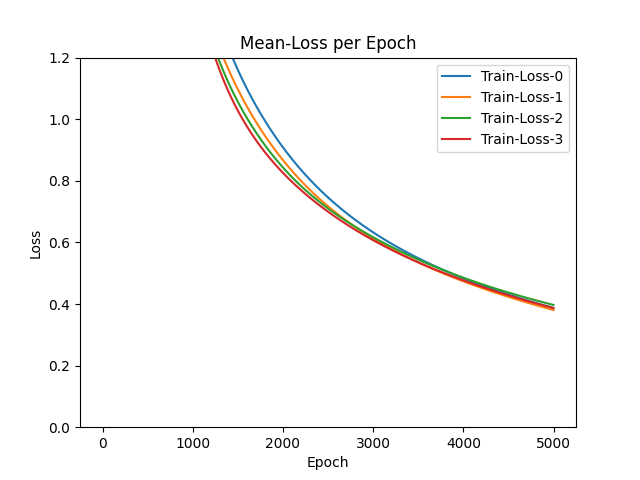 Mean-Loss per Epoch
1.2
1.0
0.8
0.6
0.4
0.2
0.0
Loss
Train-Loss-0
Train-Loss-1
Train-Loss-2
Train-Loss-3
0 1000 2000 3000 4000 5000
Epoch